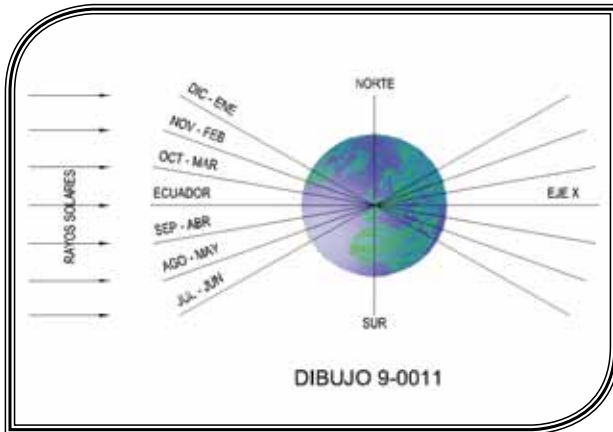 NORTE
DIC - ENE
NOV - FEB
OCT - MAR
ECUADOR
SEP - ABR
AGO - MAY
JUL - JUN
RAYOS SOLARES
EJE X
SUR
DIBUJO 9-0011